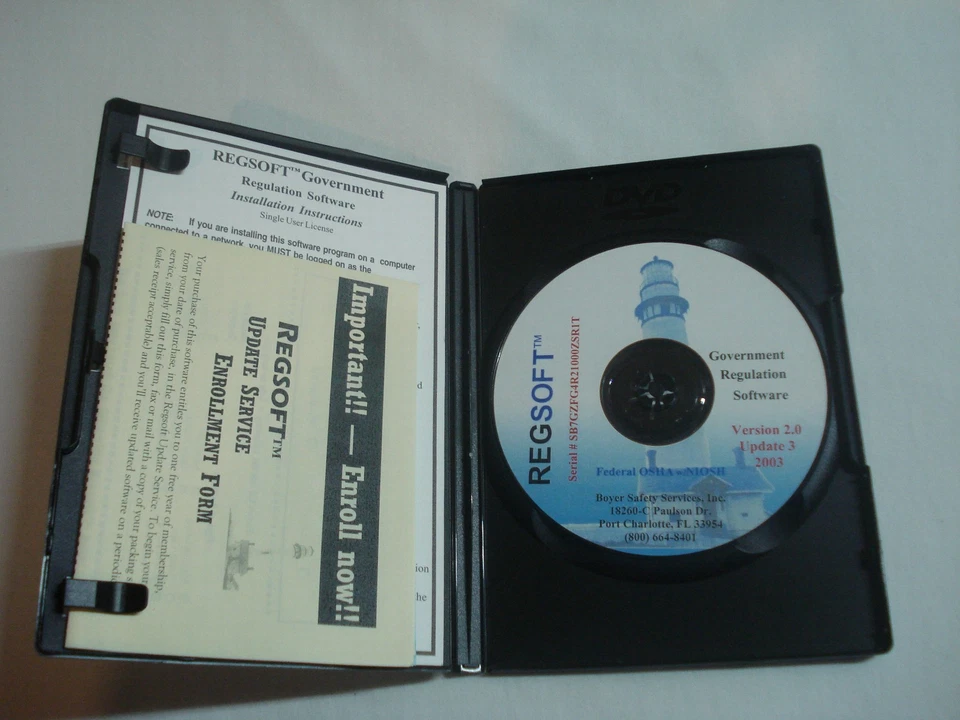 REGSOFT™ Government
Regulation Software
Installation Instructions
Single User License
NOTE: If you are installing this software program on a computer
connected to a network, you MUST be logged on as the
Important!! — Enroll now!!
REGSOFT™
UPDATE SERVICE
ENROLLMENT FORM
Your purchase of this software entitles you to one free year of membership,
from your date of purchase, in the Regsoft Update Service. To begin your
service, simply fill out this form, fax or mail with a copy of your packing
(sales receipt acceptable) and you'll receive updated software on a
DVD
REGSOFT™
Serial # SB7GZFG4R21000ZSR1T
Government
Regulation
Software
Version 2.0
Update 3
2003
Federal OSHA - NIOSH
Boyer Safety Services, Inc.
18260-C Paulson Dr.
Port Charlotte, FL 33954
(800) 664-8401